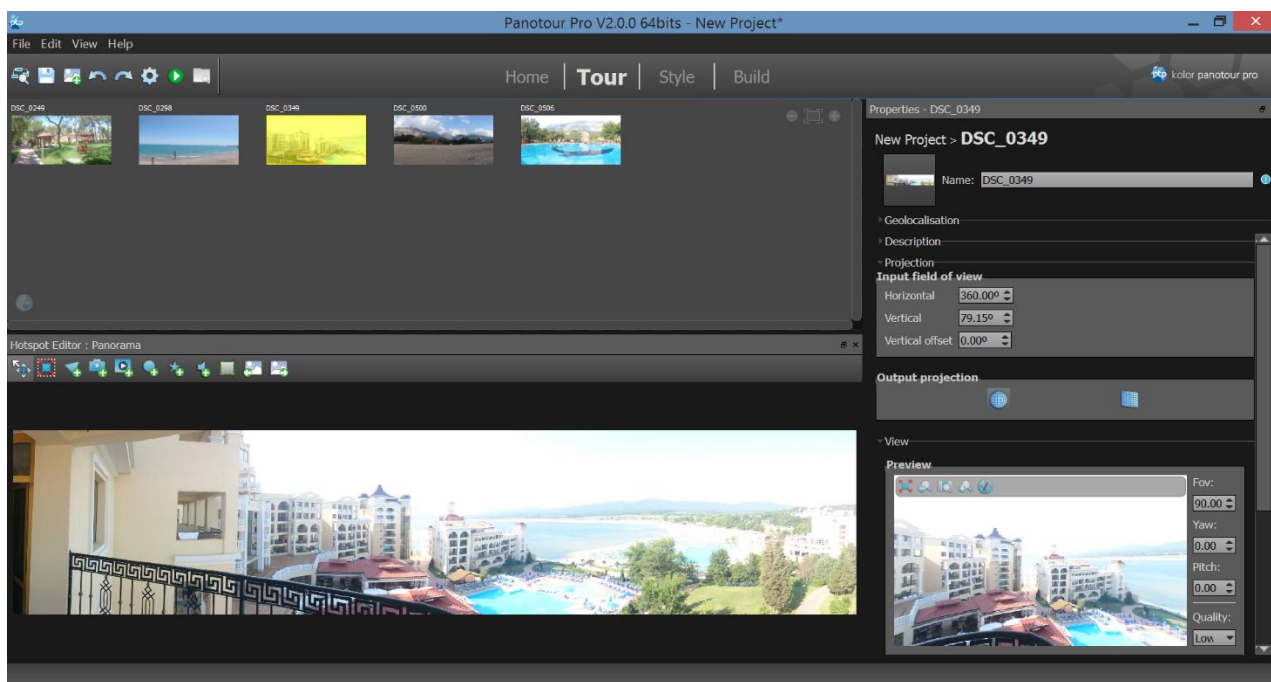 Panotour Pro V2.0.0 64bits - New Project*
File Edit View Help
Home Tour Style Build
kolor panotour pro
DSC_0249 DSC_0298 DSC_0349 DSC_0500 DSC_0506
Properties - DSC_0349
New Project > DSC_0349
Name: DSC_0349
Geolocalisation
Description
Projection
Input field of view
Horizontal 360.00º
Vertical 79.15º
Vertical offset 0.00º
Output projection
View
Preview
Fov:
90.00
Yaw:
0.00
Pitch:
0.00
Quality:
Low
Hotspot Editor : Panorama